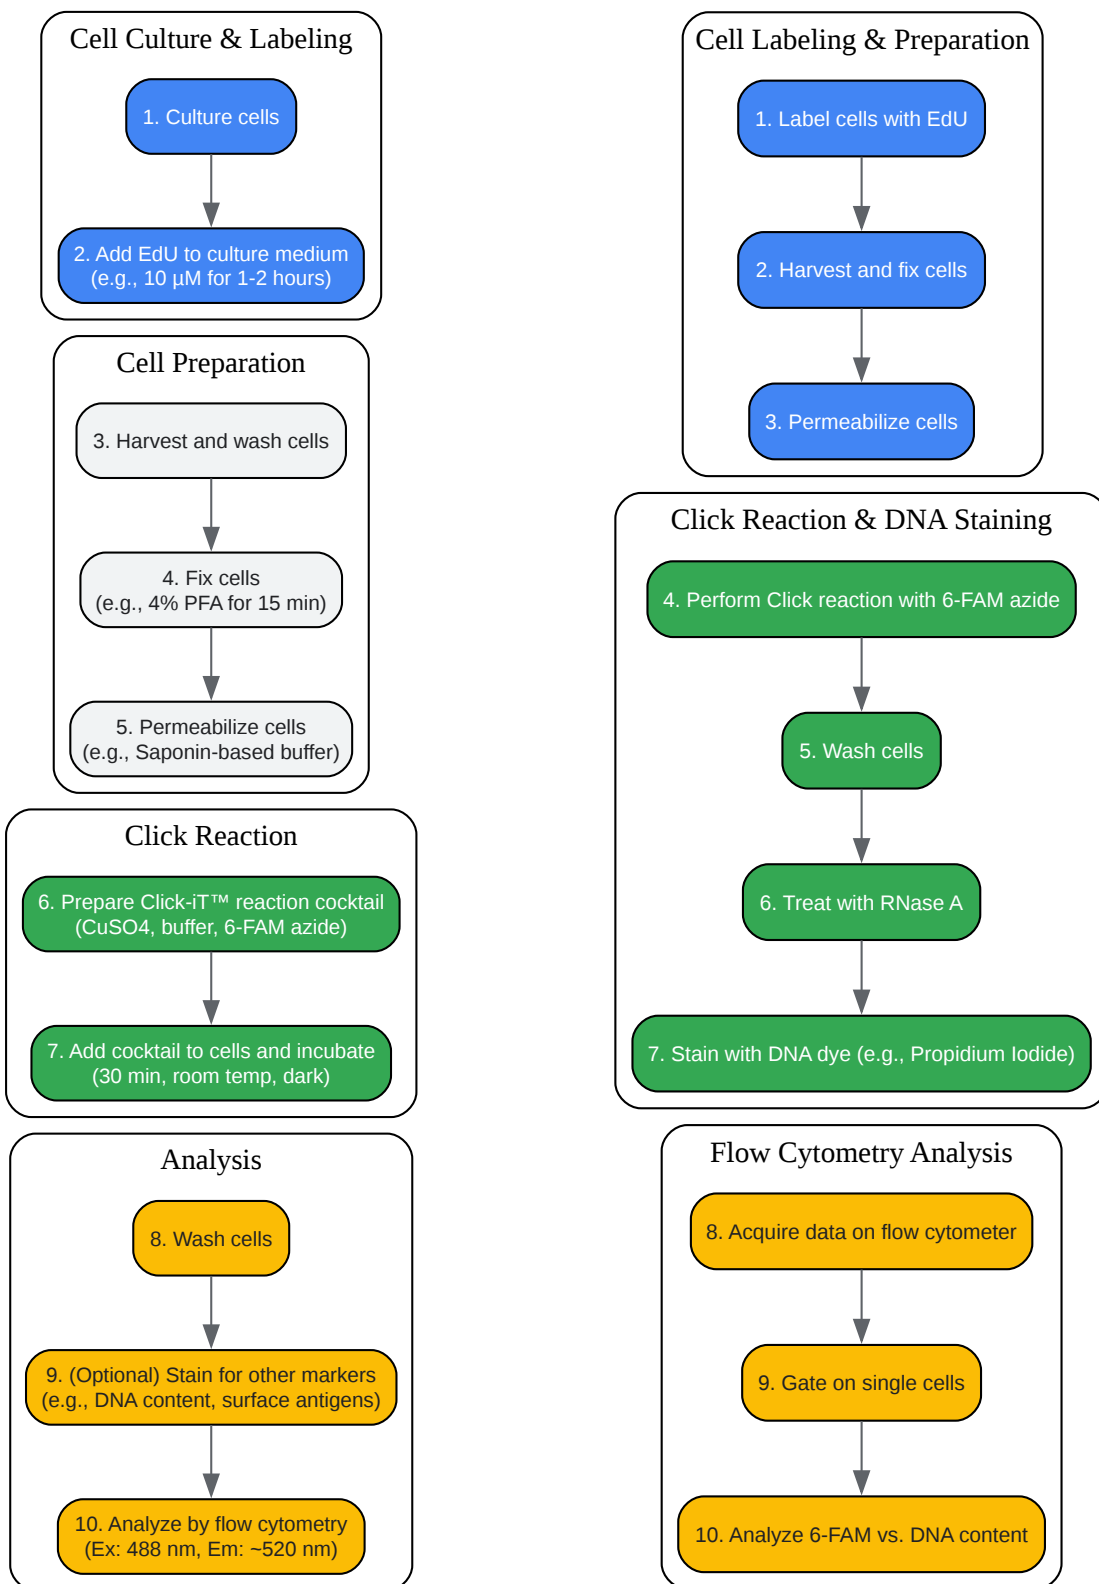 Cell Culture & Labeling
1. Culture cells
2. Add EdU to culture medium
(e.g., 10 µM for 1-2 hours)
Cell Preparation
3. Harvest and wash cells
4. Fix cells
(e.g., 4% PFA for 15 min)
5. Permeabilize cells
(e.g., Saponin-based buffer)
Click Reaction
6. Prepare Click-iT™ reaction cocktail
(CuSO4, buffer, 6-FAM azide)
7. Add cocktail to cells and incubate
(30 min, room temp, dark)
Analysis
8. Wash cells
9. (Optional) Stain for other markers
(e.g., DNA content, surface antigens)
10. Analyze by flow cytometry
(Ex: 488 nm, Em: ~520 nm)
Cell Labeling & Preparation
1. Label cells with EdU
2. Harvest and fix cells
3. Permeabilize cells
Click Reaction & DNA Staining
4. Perform Click reaction with 6-FAM azide
5. Wash cells
6. Treat with RNase A
7. Stain with DNA dye (e.g., Propidium Iodide)
Flow Cytometry Analysis
8. Acquire data on flow cytometer
9. Gate on single cells
10. Analyze 6-FAM vs. DNA content